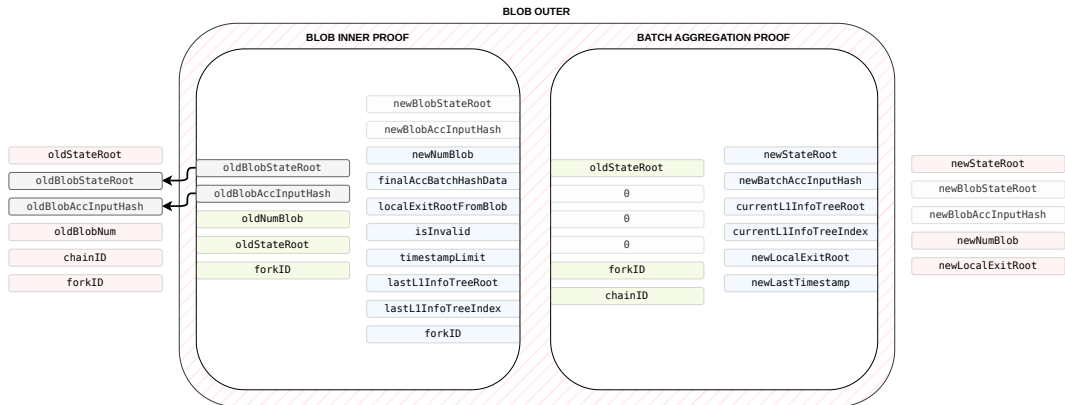 BLOB OUTER
BLOB INNER PROOF
BATCH AGGREGATION PROOF
oldStateRoot
oldBlobStateRoot
oldBlobAccInputHash
oldBlobNum
chainID
forkID
oldBlobStateRoot
oldBlobAccInputHash
oldNumBlob
oldStateRoot
forkID
newBlobStateRoot
newBlobAccInputHash
newNumBlob
finalAccBatchHashData
localExitRootFromBlob
isInvalid
timestampLimit
lastL1InfoTreeRoot
lastL1InfoTreeIndex
forkID
oldStateRoot
0
0
0
forkID
chainID
newStateRoot
newBatchAccInputHash
currentL1InfoTreeRoot
currentL1InfoTreeIndex
newLocalExitRoot
newLastTimestamp
newStateRoot
newBlobStateRoot
newBlobAccInputHash
newNumBlob
newLocalExitRoot